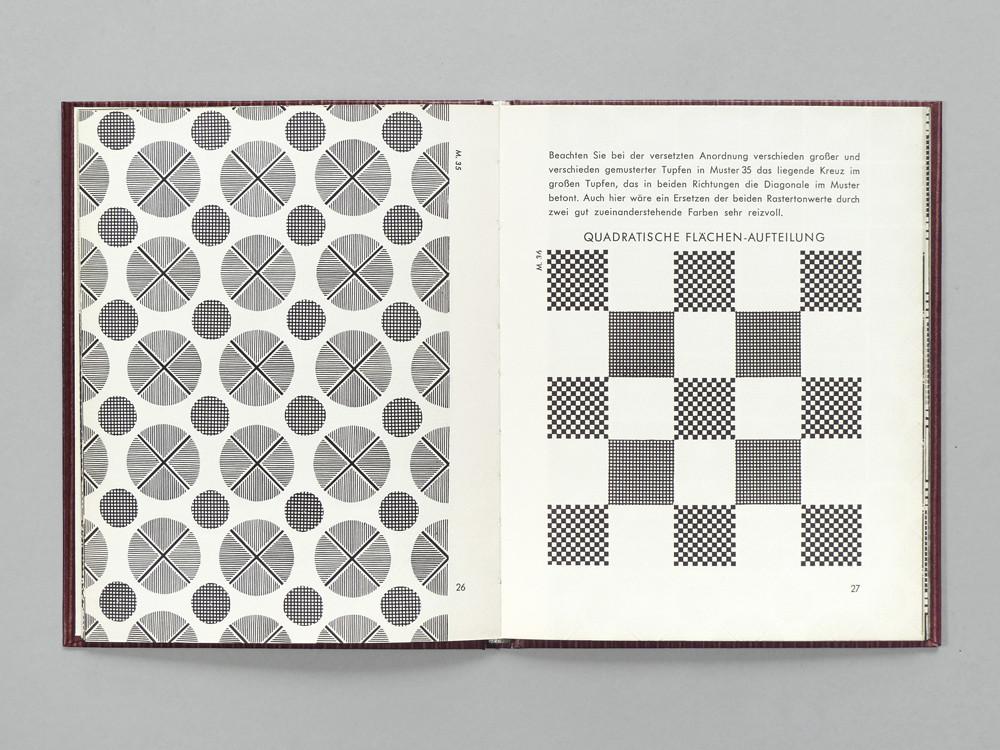 M. 35
26
Beachten Sie bei der versetzten Anordnung verschieden großer und
verschieden gemusterter Tupfen in Muster 35 das liegende Kreuz im
großen Tupfen, das in beiden Richtungen die Diagonale im Muster
betont. Auch hier wäre ein Ersetzen der beiden Rastertonwerte durch
zwei gut zueinanderstehende Farben sehr reizvoll.
QUADRATISCHE FLÄCHEN-AUFTEILUNG
M. 36
27